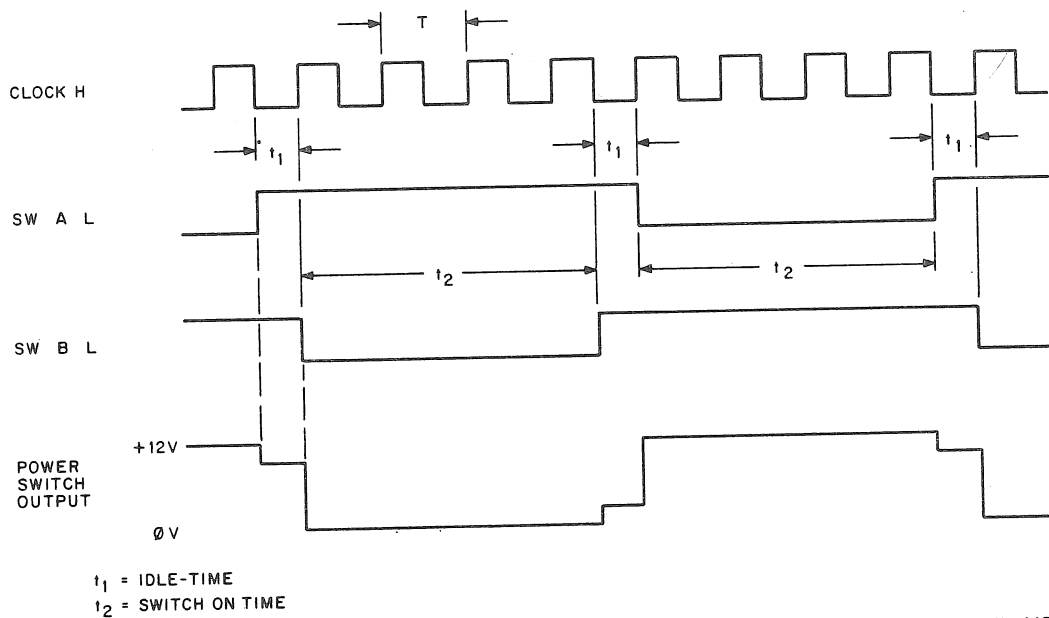 T
CLOCK H
t1
t1
t1
SW A L
t2
t2
SW B L
+12V
POWER
SWITCH
OUTPUT
ØV
t1 = IDLE-TIME
t2 = SWITCH ON TIME